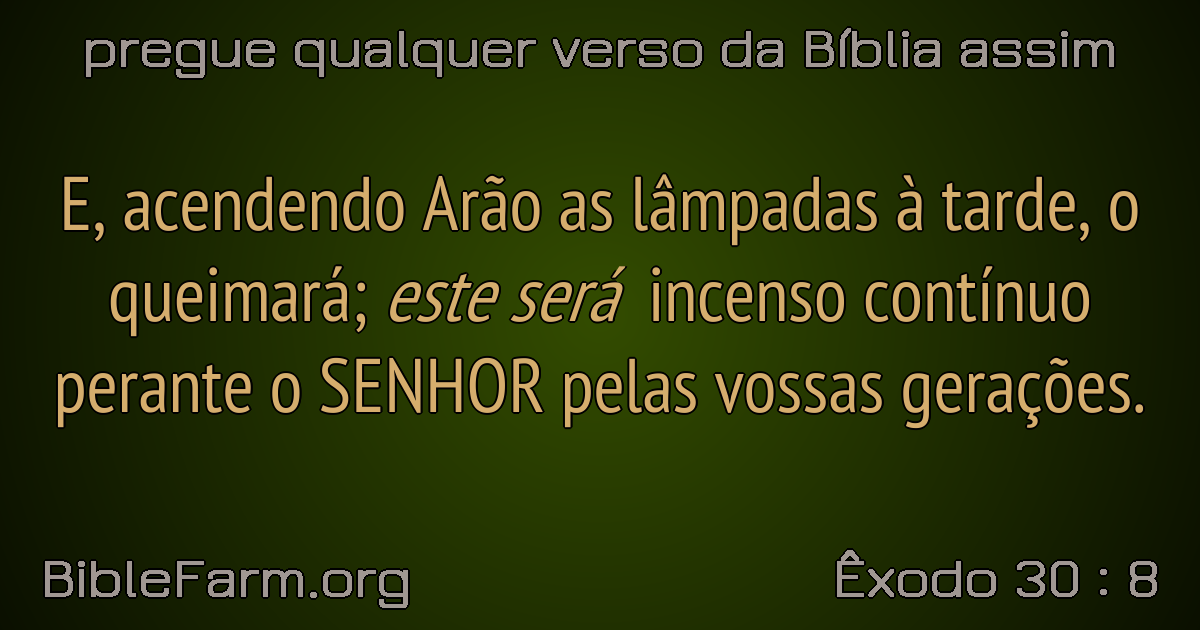 pregue qualquer verso da Bíblia assim
E, acendendo Arão as lâmpadas à tarde, o
queimará; este será incenso contínuo
perante o SENHOR pelas vossas gerações.
BibleFarm.org
Êxodo 30 : 8